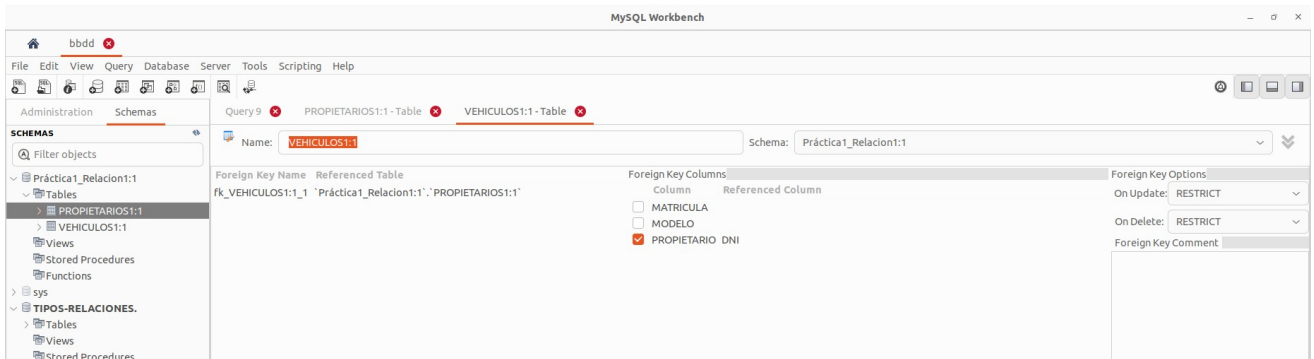 MySQL Workbench
bbdd
File Edit View Query Database Server Tools Scripting Help
Administration Schemas
Query 9 PROPIETARIOS1:1 - Table VEHICULOS1:1 - Table
SCHEMAS
Filter objects
Name: VEHICULOS1:1 Schema: Práctica1_Relacion1:1
Práctica1_Relacion1:1
Tables
PROPIETARIOS1:1
VEHICULOS1:1
Views
Stored Procedures
Functions
sys
TIPOS-RELACIONES.
Tables
Views
Stored Procedures
Foreign Key Name Referenced Table
fk_VEHICULOS1:1_1 `Práctica1_Relacion1:1`.`PROPIETARIOS1:1`
Foreign Key Columns
Column Referenced Column
MATRICULA
MODELO
PROPIETARIO DNI
Foreign Key Options
On Update: RESTRICT
On Delete: RESTRICT
Foreign Key Comment